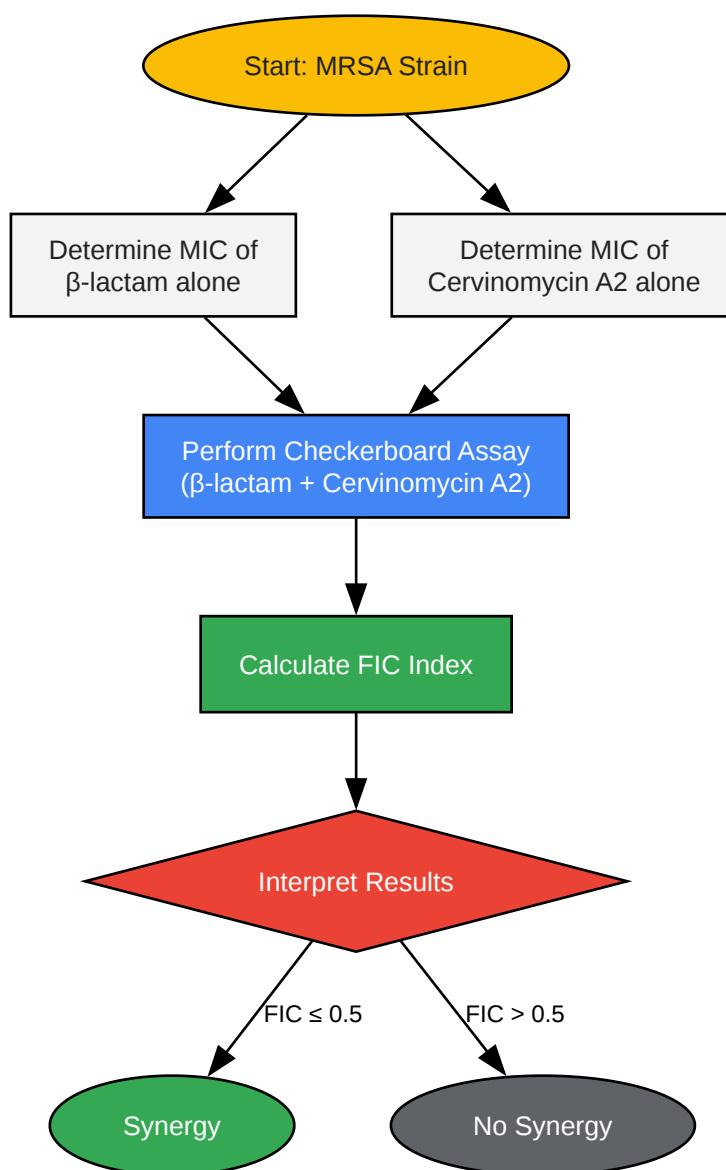 Start: MRSA Strain
Determine MIC of
β-lactam alone
Determine MIC of
Cervinomycin A2 alone
Perform Checkerboard Assay
(β-lactam + Cervinomycin A2)
Calculate FIC Index
Interpret Results
FIC ≤ 0.5
FIC > 0.5
Synergy
No Synergy